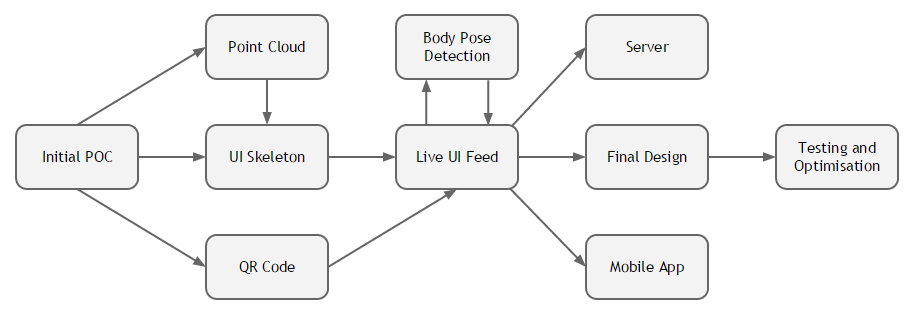 Point Cloud
Body Pose
Detection
Server
Initial POC
UI Skeleton
Live UI Feed
Final Design
Testing and
Optimisation
QR Code
Mobile App